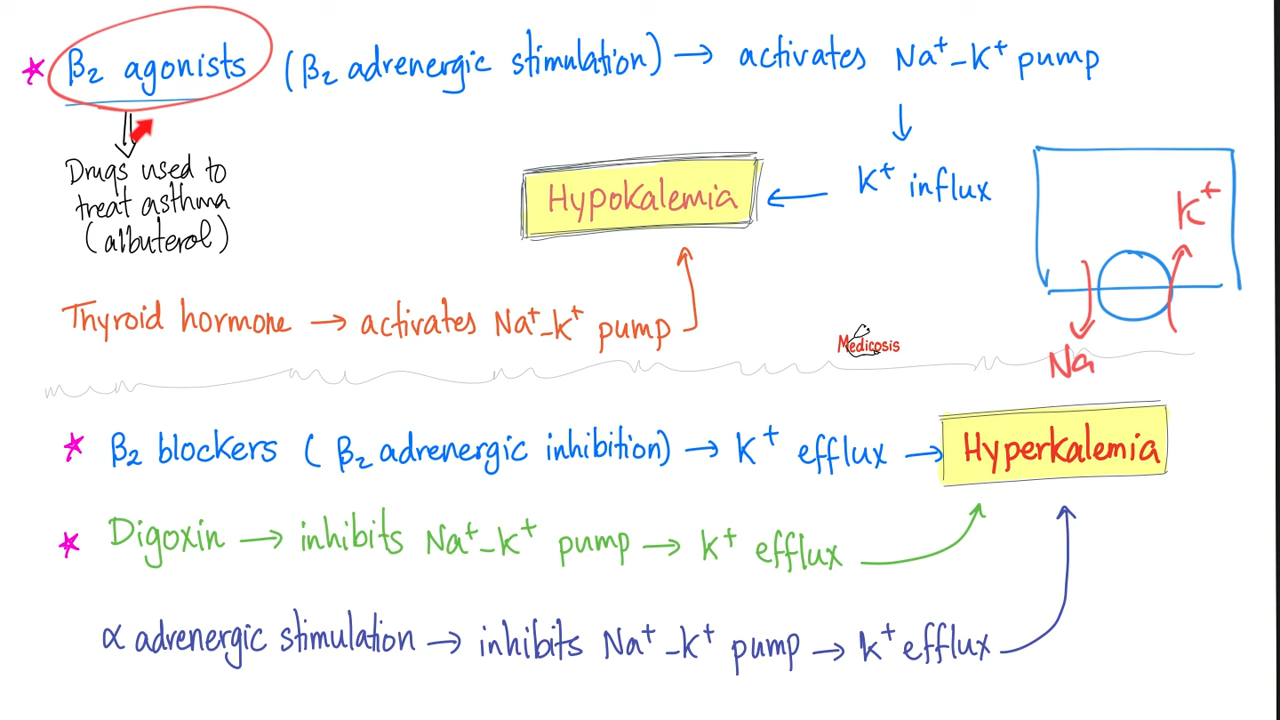 β₂ agonists (β₂ adrenergic stimulation) → activates Na⁺-K⁺ pump
↓
Drugs used to
treat asthma
(albuterol)
Hypokalemia ← K⁺ influx
K⁺
Na
Thyroid hormone → activates Na⁺-K⁺ pump
Medicosis
β₂ blockers (β₂ adrenergic inhibition) → K⁺ efflux → Hyperkalemia
Digoxin → inhibits Na⁺-K⁺ pump → K⁺ efflux
α adrenergic stimulation → inhibits Na⁺-K⁺ pump → K⁺ efflux